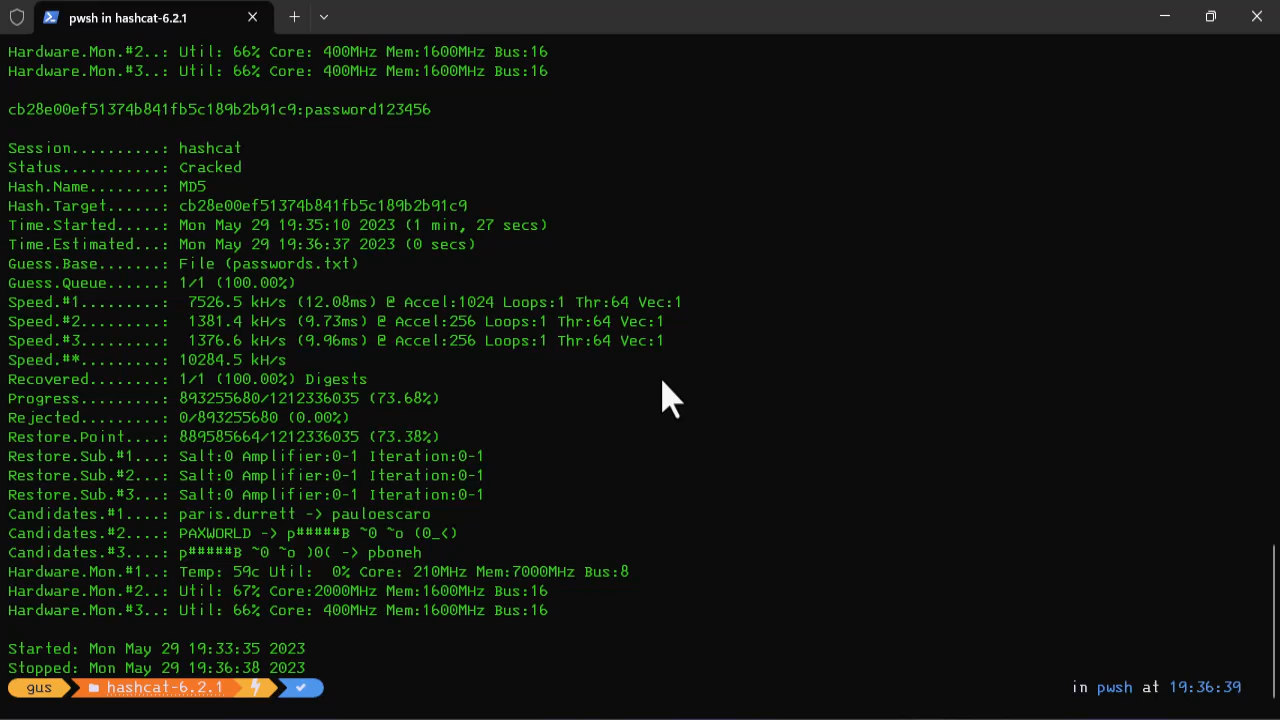 pwsh in hashcat-6.2.1
Hardware.Mon.#2..: Util: 66% Core: 400MHz Mem:1600MHz Bus:16
Hardware.Mon.#3..: Util: 66% Core: 400MHz Mem:1600MHz Bus:16
cb28e00ef51374b841fb5c189b2b91c9:password123456
Session..........: hashcat
Status...........: Cracked
Hash.Name........: MD5
Hash.Target......: cb28e00ef51374b841fb5c189b2b91c9
Time.Started.....: Mon May 29 19:35:10 2023 (1 min, 27 secs)
Time.Estimated...: Mon May 29 19:36:37 2023 (0 secs)
Guess.Base.......: File (passwords.txt)
Guess.Queue......: 1/1 (100.00%)
Speed.#1.........:  7526.5 kH/s (12.08ms) @ Accel:1024 Loops:1 Thr:64 Vec:1
Speed.#2.........:  1381.4 kH/s (9.73ms) @ Accel:256 Loops:1 Thr:64 Vec:1
Speed.#3.........:  1376.6 kH/s (9.96ms) @ Accel:256 Loops:1 Thr:64 Vec:1
Speed.#*.........: 10284.5 kH/s
Recovered........: 1/1 (100.00%) Digests
Progress.........: 893255680/1212336035 (73.68%)
Rejected.........: 0/893255680 (0.00%)
Restore.Point....: 889585664/1212336035 (73.38%)
Restore.Sub.#1...: Salt:0 Amplifier:0-1 Iteration:0-1
Restore.Sub.#2...: Salt:0 Amplifier:0-1 Iteration:0-1
Restore.Sub.#3...: Salt:0 Amplifier:0-1 Iteration:0-1
Candidates.#1....: paris.durrett -> pauloescaro
Candidates.#2....: PAXWORLD -> p#####B ~0 ~o (0_<)
Candidates.#3....: p#####B ~0 ~o )0( -> pboneh
Hardware.Mon.#1..: Temp: 59c Util:  0% Core: 210MHz Mem:7000MHz Bus:8
Hardware.Mon.#2..: Util: 67% Core:2000MHz Mem:1600MHz Bus:16
Hardware.Mon.#3..: Util: 66% Core: 400MHz Mem:1600MHz Bus:16
Started: Mon May 29 19:33:35 2023
Stopped: Mon May 29 19:36:38 2023
gus hashcat-6.2.1 in pwsh at 19:36:39